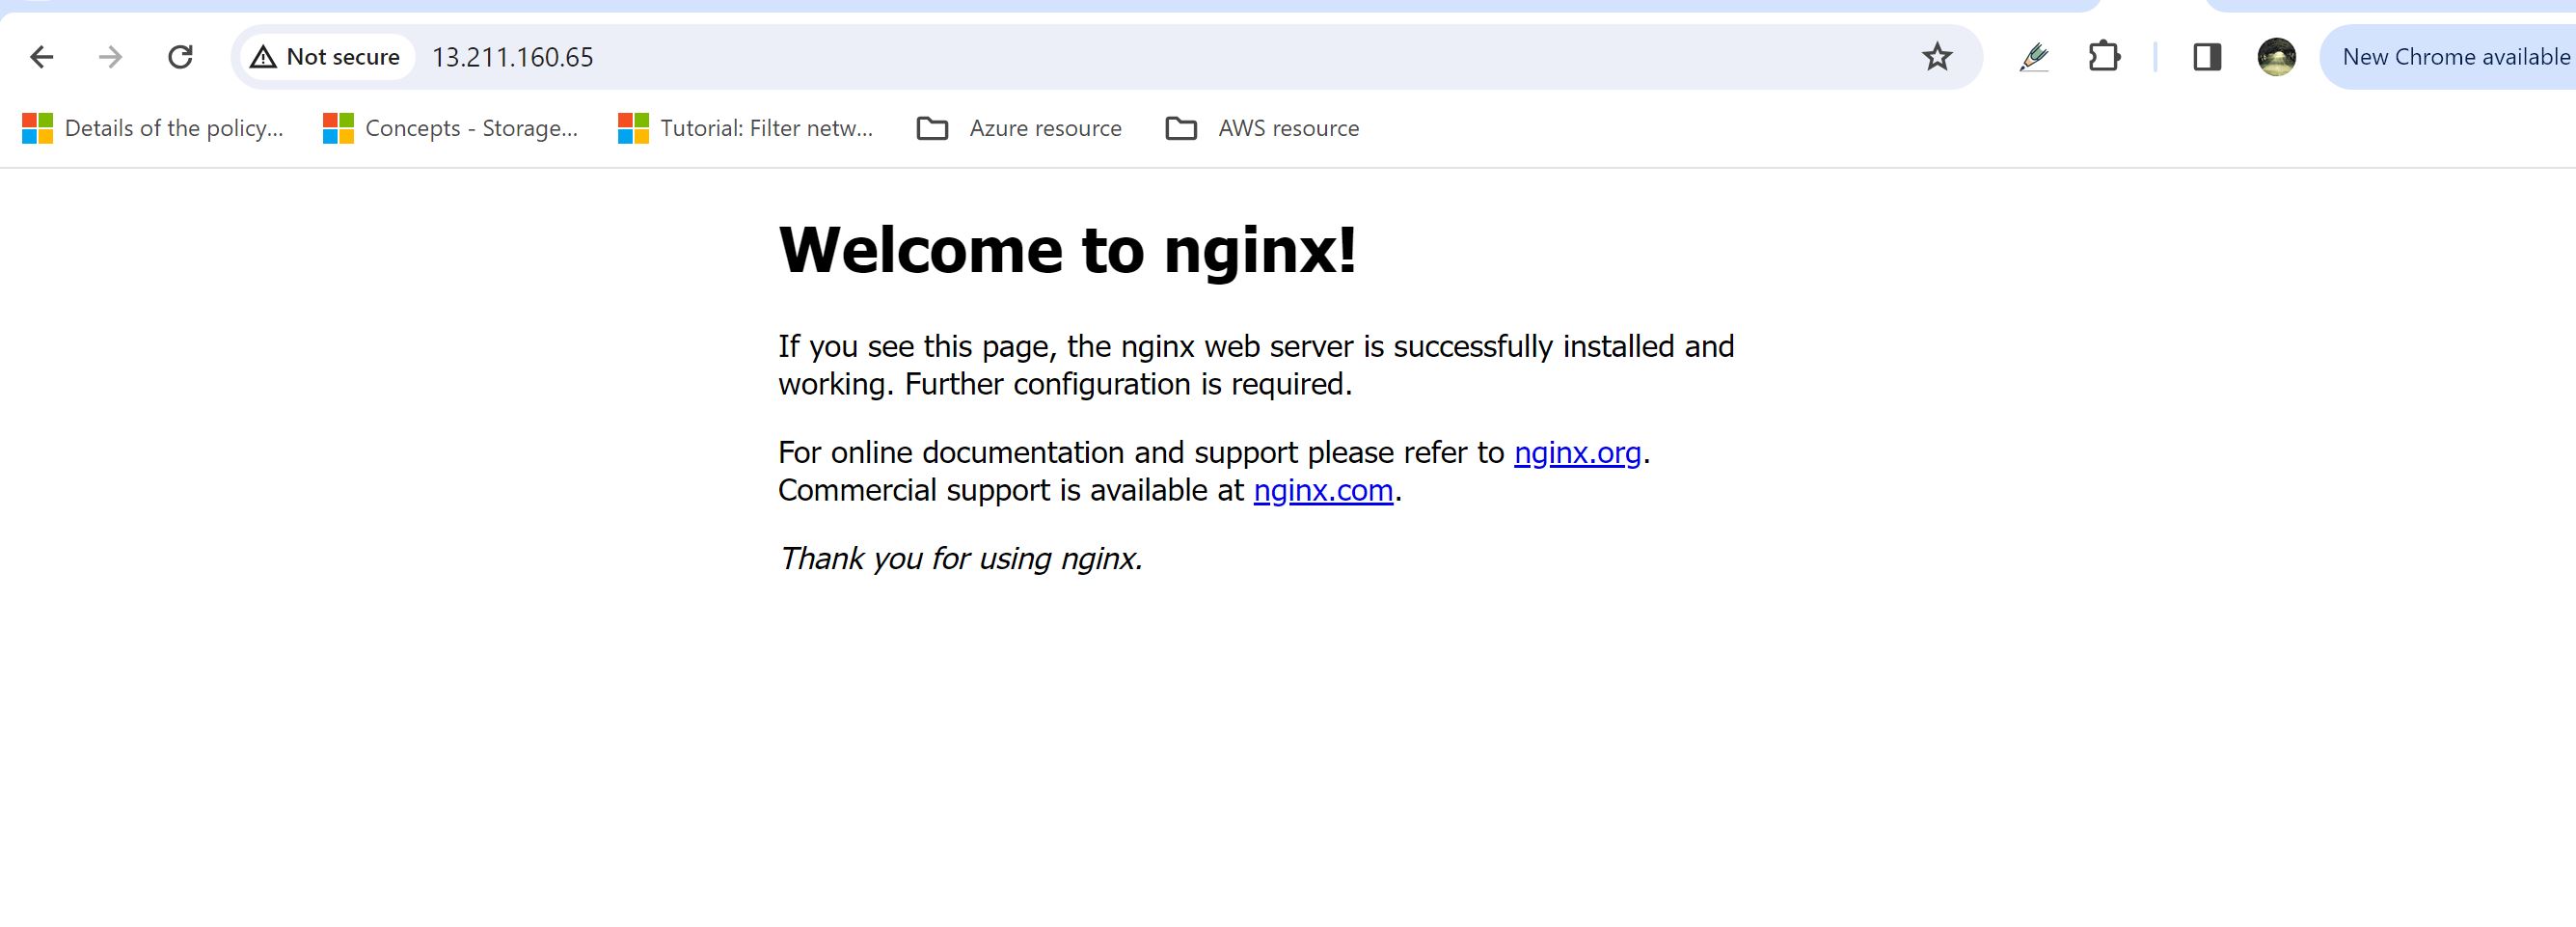 Not secure 13.211.160.65 New Chrome available
Details of the policy... Concepts - Storage... Tutorial: Filter netw... Azure resource AWS resource
Welcome to nginx!
If you see this page, the nginx web server is successfully installed and
working. Further configuration is required.
For online documentation and support please refer to nginx.org.
Commercial support is available at nginx.com.
Thank you for using nginx.